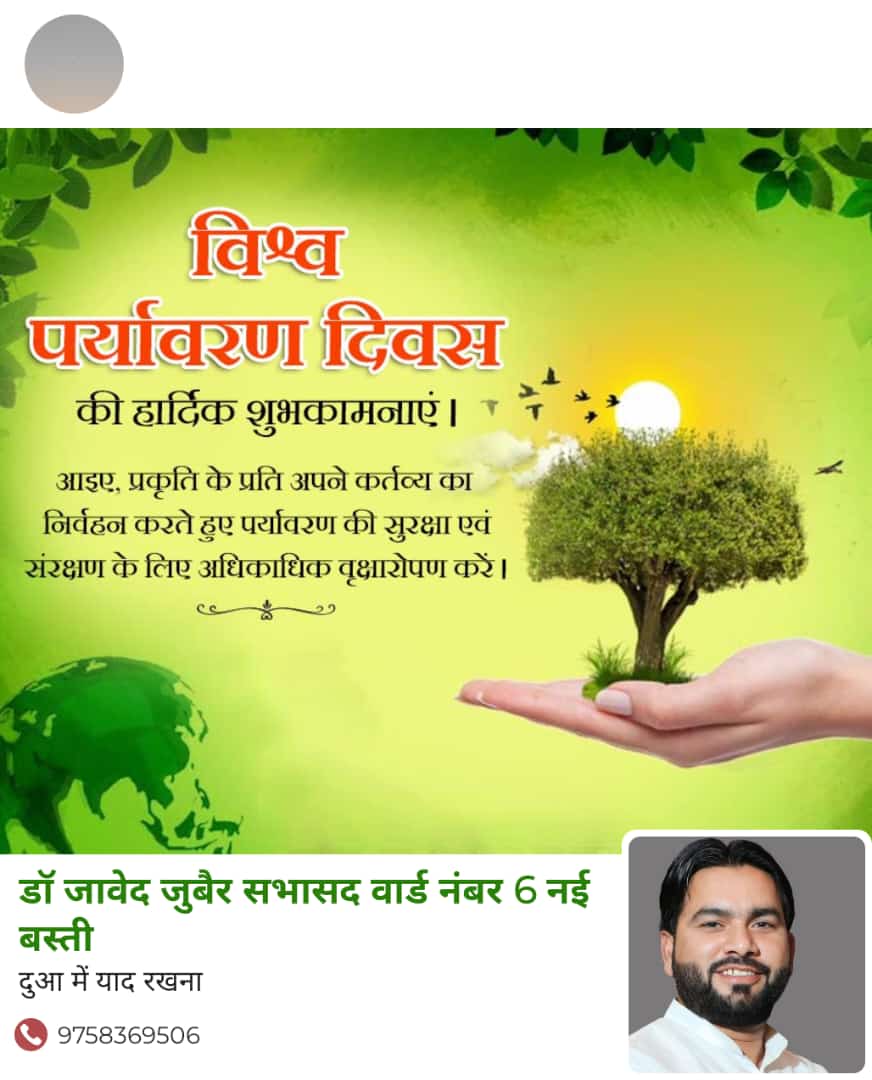 विश्व
पर्यावरण दिवस
की हार्दिक शुभकामनाएं।
आइए, प्रकृति के प्रति अपने कर्तव्य का
निर्वहन करते हुए पर्यावरण की सुरक्षा एवं
संरक्षण के लिए अधिकाधिक वृक्षारोपण करें।
डॉ जावेद जुबैर सभासद वार्ड नंबर 6 नई
बस्ती
दुआ में याद रखना
9758369506